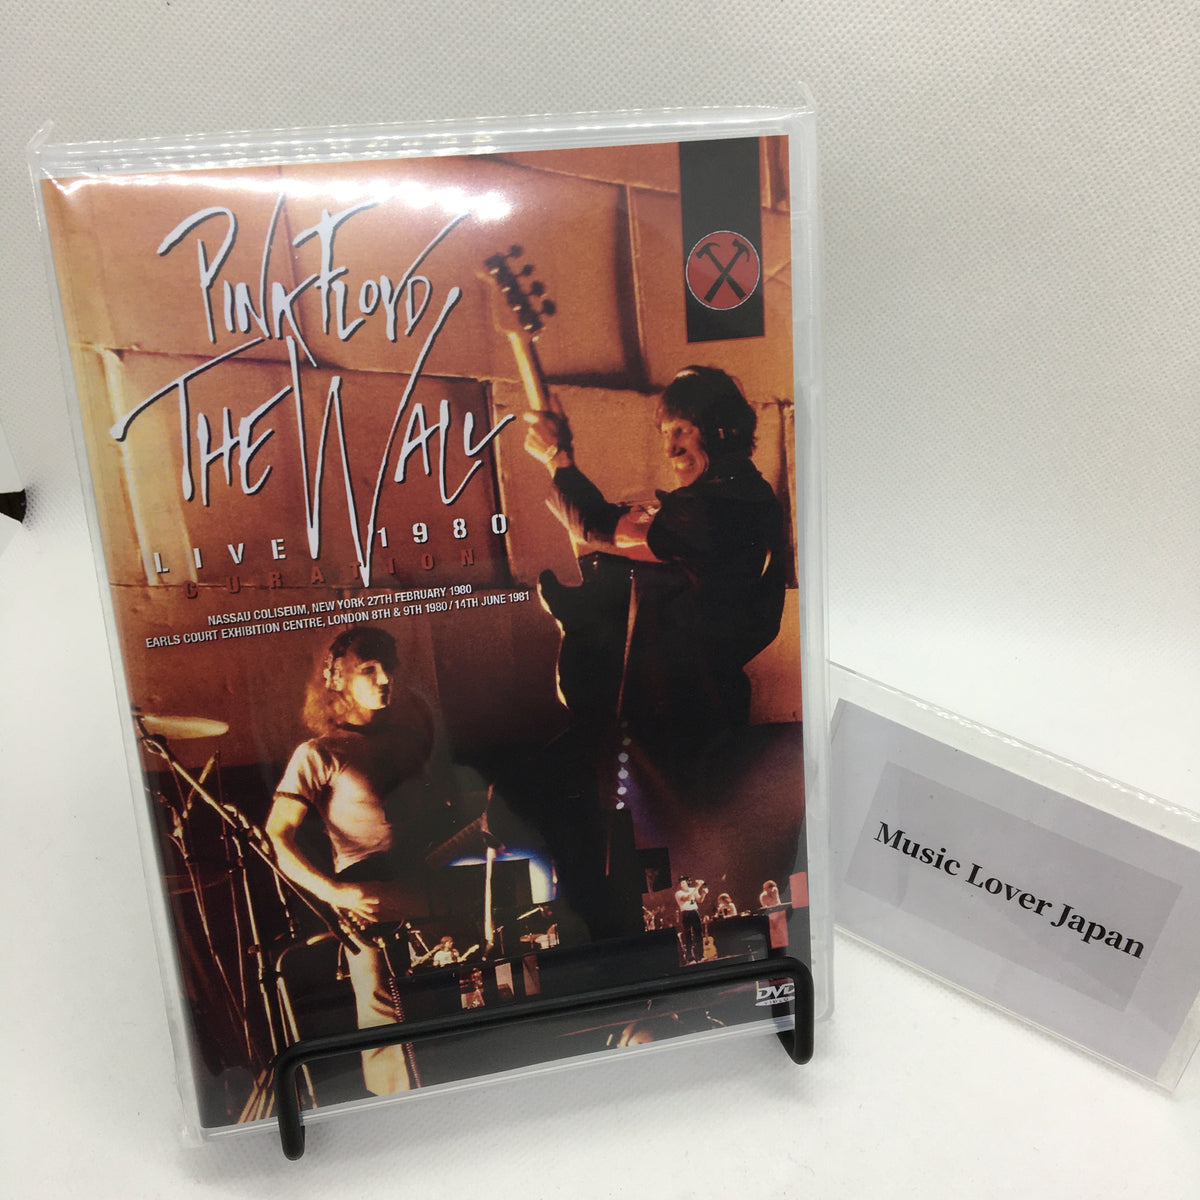 PINK FLOYD
THE WALL
LIVE 1980
CURATION
NASSAU COLISEUM, NEW YORK 27TH FEBRUARY 1980
EARLS COURT EXHIBITION CENTRE, LONDON 8TH & 9TH 1980 / 14TH JUNE 1981
DVD
VIDEO
Music Lover Japan